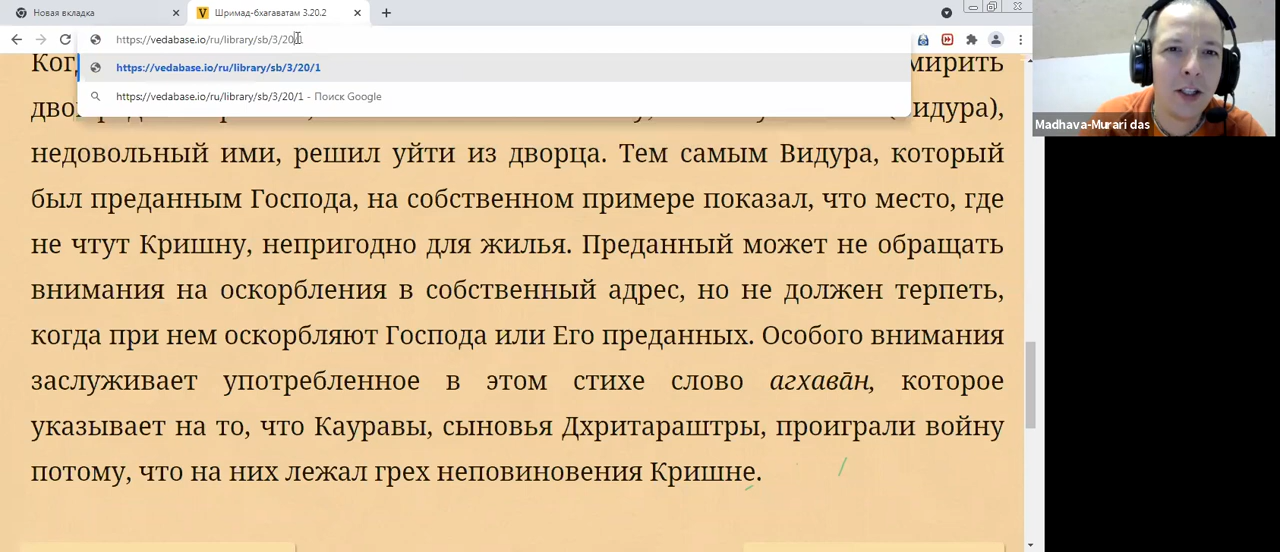 Новая вкладка
Шримад-бхагаватам 3.20.2
https://vedabase.io/ru/library/sb/3/20/1
https://vedabase.io/ru/library/sb/3/20/1
https://vedabase.io/ru/library/sb/3/20/1 - Поиск Google
Madhava-Murari das
недовольный ими, решил уйти из дворца. Тем самым Видура, который
был преданным Господа, на собственном примере показал, что место, где
не чтут Кришну, непригодно для жилья. Преданный может не обращать
внимания на оскорбления в собственный адрес, но не должен терпеть,
когда при нем оскорбляют Господа или Его преданных. Особого внимания
заслуживает употребленное в этом стихе слово агхава̄н, которое
указывает на то, что Кауравы, сыновья Дхритараштры, проиграли войну
потому, что на них лежал грех неповиновения Кришне.